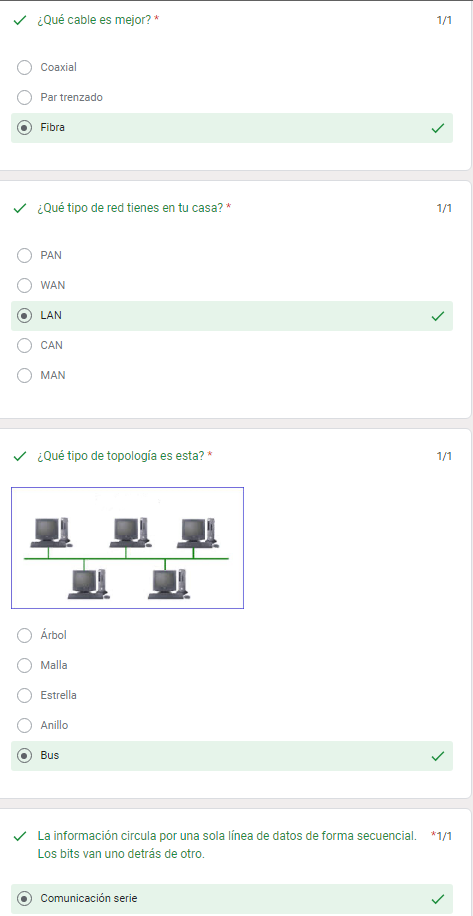 ¿Qué cable es mejor? * 1/1
Coaxial
Par trenzado
Fibra
¿Qué tipo de red tienes en tu casa? * 1/1
PAN
WAN
LAN
CAN
MAN
¿Qué tipo de topología es esta? * 1/1
Árbol
Malla
Estrella
Anillo
Bus
La información circula por una sola línea de datos de forma secuencial. *1/1
Los bits van uno detrás de otro.
Comunicación serie